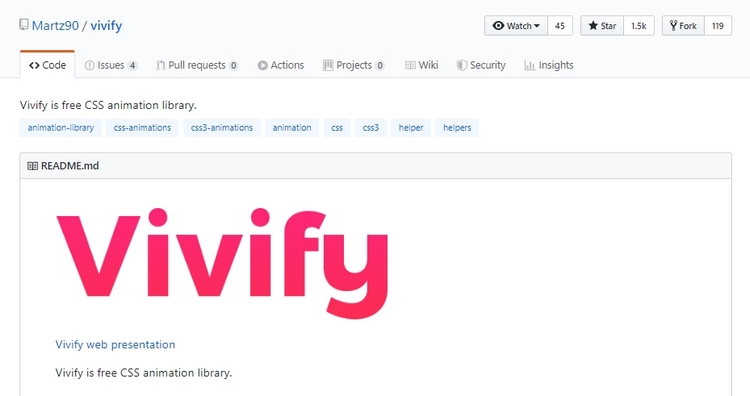 Martz90 / vivify
Watch 45 Star 1.5k Fork 119
Code Issues 4 Pull requests 0 Actions Projects 0 Wiki Security Insights
Vivify is free CSS animation library.
animation-library css-animations css3-animations animation css css3 helper helpers
README.md
Vivify
Vivify web presentation
Vivify is free CSS animation library.